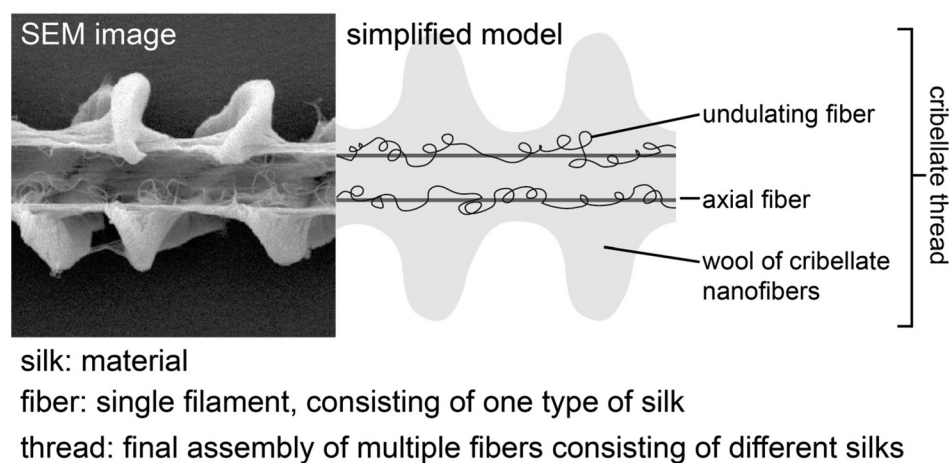 SEM image
simplified model
undulating fiber
axial fiber
wool of cribellate
nanofibers
cribellate thread
silk: material
fiber: single filament, consisting of one type of silk
thread: final assembly of multiple fibers consisting of different silks